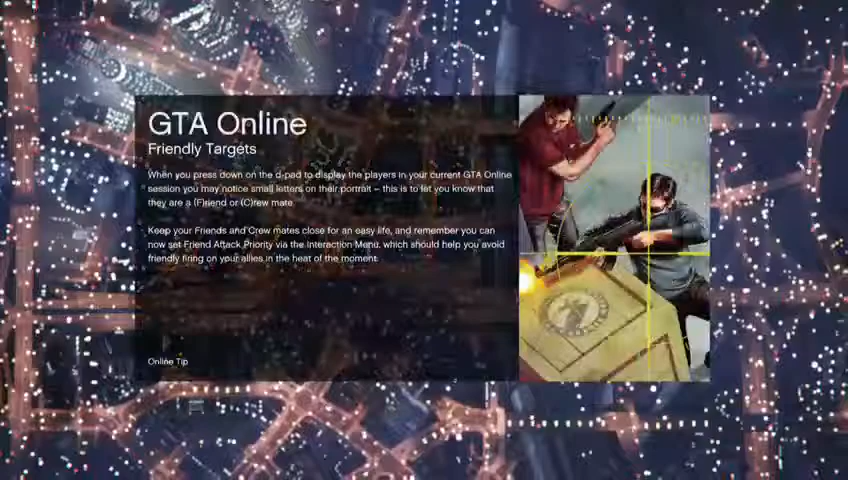 GTA Online
Friendly Targets
When you press down on the d-pad to display the players in your current GTA Online
session you may notice small letters on their portrait – this is to let you know that
they are a (F)riend or (C)rew mate.
Keep your Friends and Crew mates close for an easy life, and remember you can
now set Friend Attack Priority via the Interaction Menu, which should help you avoid
friendly firing on your allies in the heat of the moment.
Online Tip